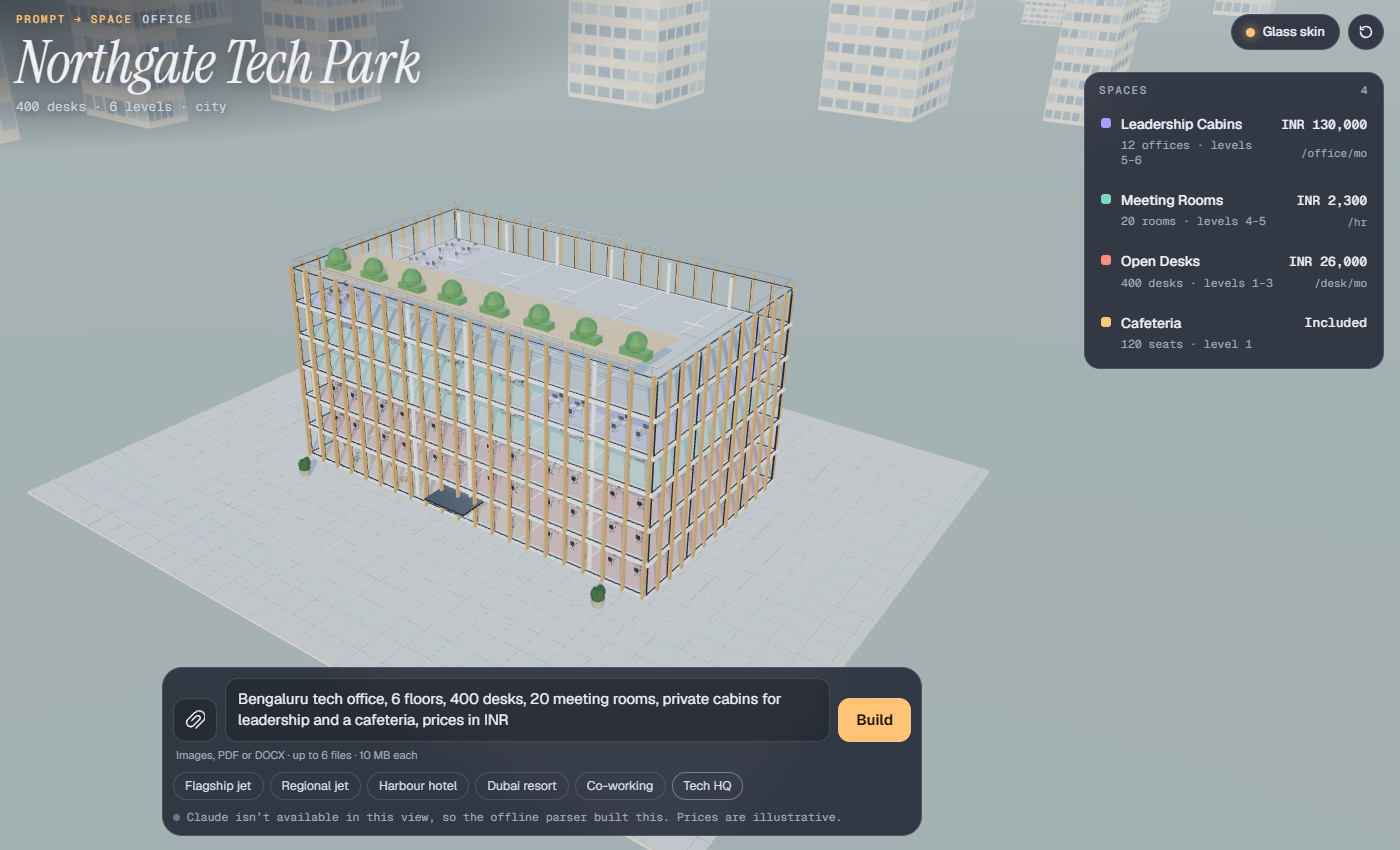 PROMPT → SPACE OFFICE
Northgate Tech Park
400 desks · 6 levels · city
Glass skin
SPACES 4
Leadership Cabins INR 130,000
12 offices · levels 5-6 /office/mo
Meeting Rooms INR 2,300
20 rooms · levels 4-5 /hr
Open Desks INR 26,000
400 desks · levels 1-3 /desk/mo
Cafeteria Included
120 seats · level 1
Bengaluru tech office, 6 floors, 400 desks, 20 meeting rooms, private cabins for
leadership and a cafeteria, prices in INR
Build
Images, PDF or DOCX · up to 6 files · 10 MB each
Flagship jet Regional jet Harbour hotel Dubai resort Co-working Tech HQ
Claude isn't available in this view, so the offline parser built this. Prices are illustrative.